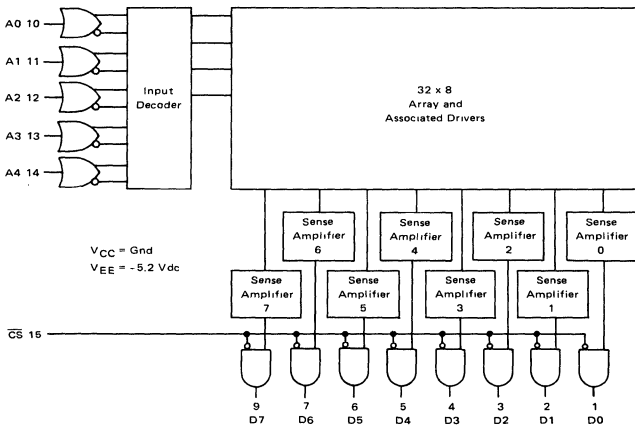 A0 10
A1 11
A2 12
A3 13
A4 14
Input
Decoder
32 x 8
Array and
Associated Drivers
VCC = Gnd
VEE = -5.2 Vdc
Sense
Amplifier
6
Sense
Amplifier
4
Sense
Amplifier
2
Sense
Amplifier
0
Sense
Amplifier
7
Sense
Amplifier
5
Sense
Amplifier
3
Sense
Amplifier
1
CS 15
9 7 6 5 4 3 2 1
D7 D6 D5 D4 D3 D2 D1 D0